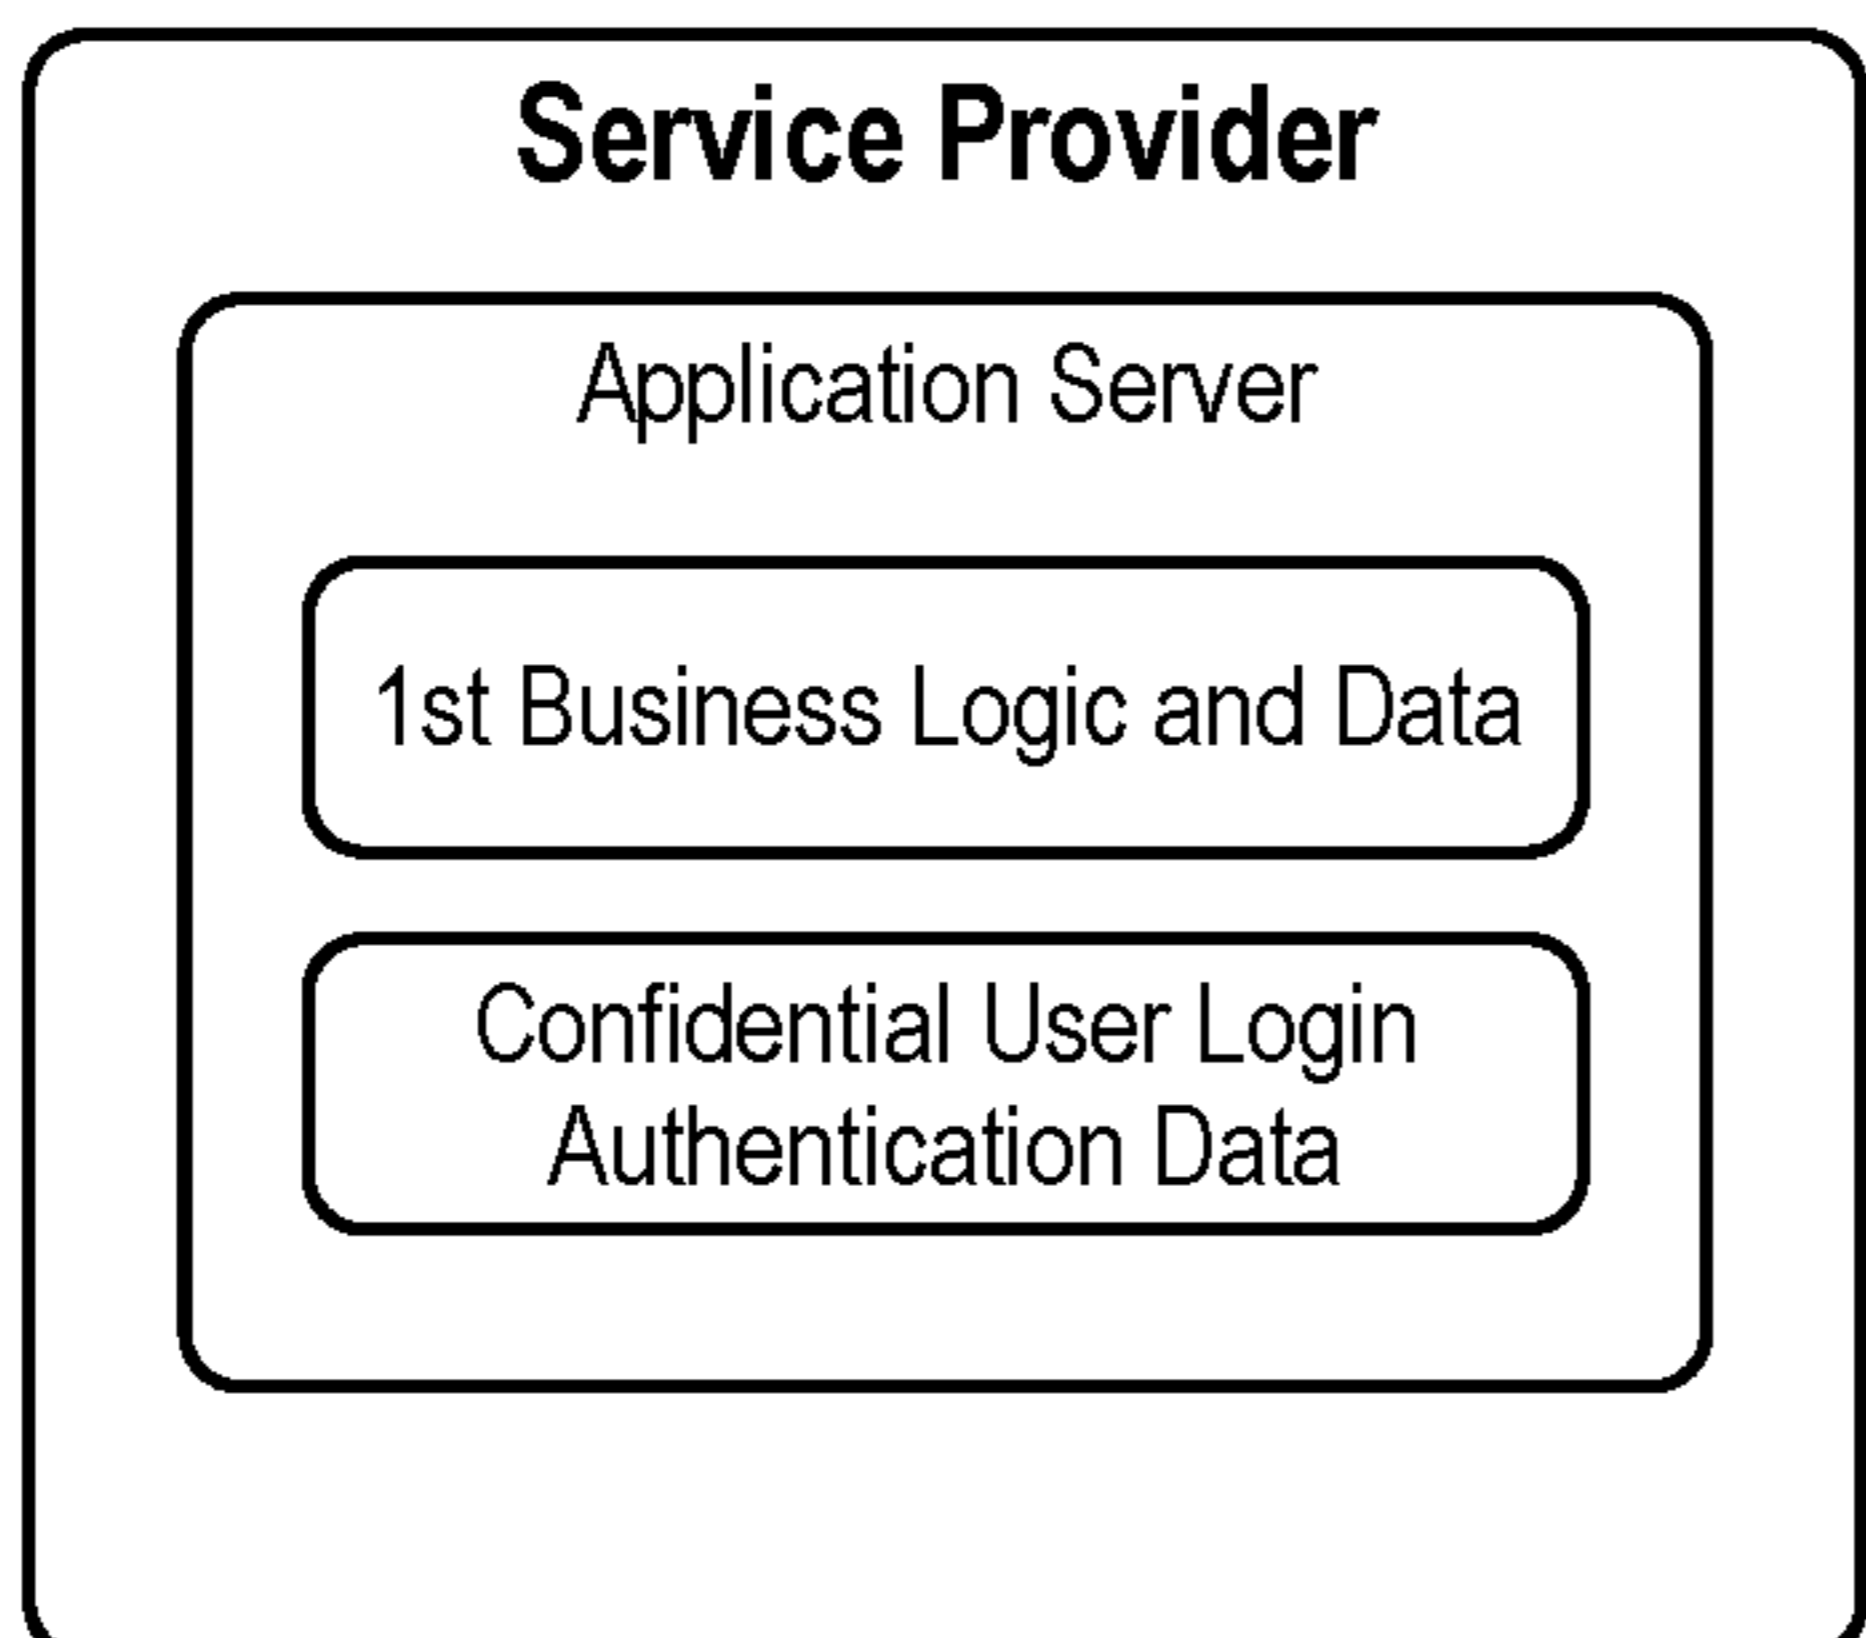 Service Provider
Application Server
1st Business Logic and Data
Confidential User Login
Authentication Data